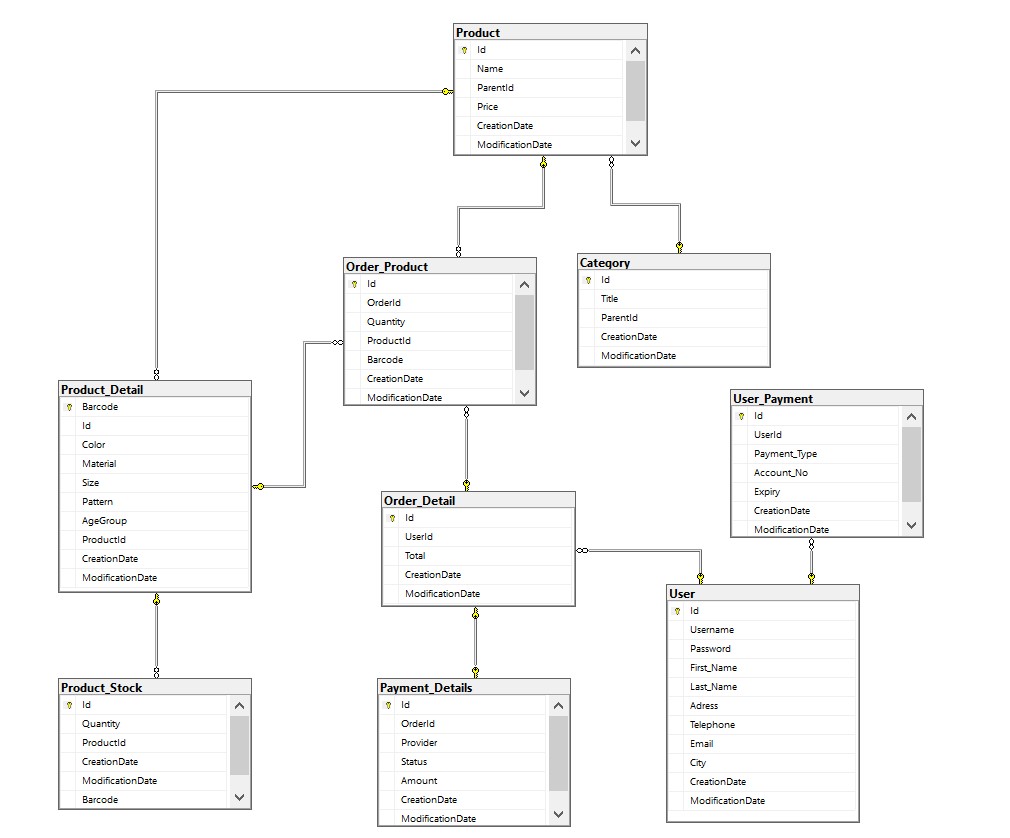 Product
Id
Name
ParentId
Price
CreationDate
ModificationDate
Order_Product
Id
OrderId
Quantity
ProductId
Barcode
CreationDate
ModificationDate
Category
Id
Title
ParentId
CreationDate
ModificationDate
Product_Detail
Barcode
Id
Color
Material
Size
Pattern
AgeGroup
ProductId
CreationDate
ModificationDate
User_Payment
Id
UserId
Payment_Type
Account_No
Expiry
CreationDate
ModificationDate
Order_Detail
Id
UserId
Total
CreationDate
ModificationDate
User
Id
Username
Password
First_Name
Last_Name
Adress
Telephone
Email
City
CreationDate
ModificationDate
Product_Stock
Id
Quantity
ProductId
CreationDate
ModificationDate
Barcode
Payment_Details
Id
OrderId
Provider
Status
Amount
CreationDate
ModificationDate